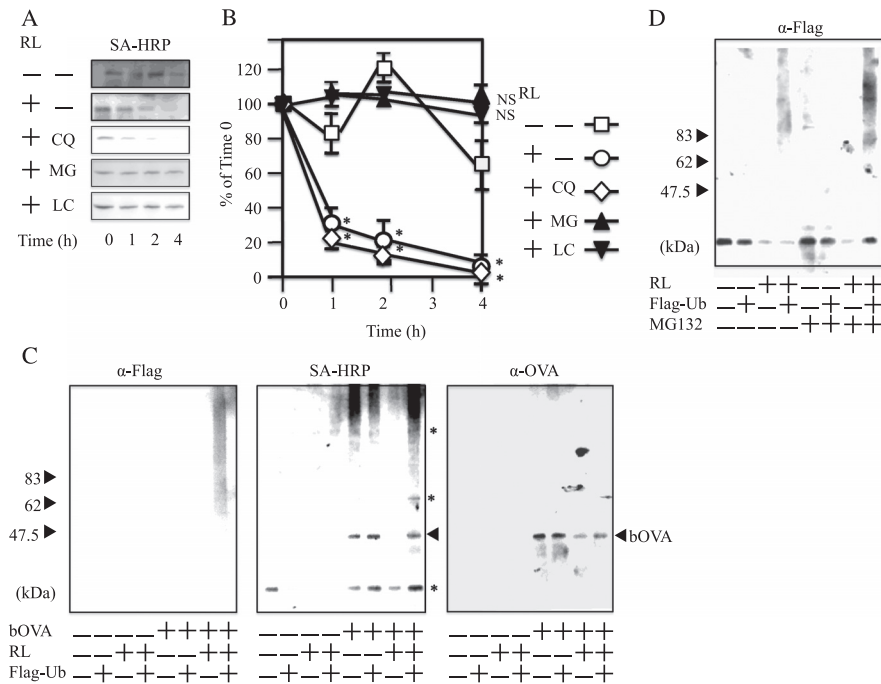 A
RL
SA-HRP
— —
+ —
+ CQ
+ MG
+ LC
Time (h) 0 1 2 4
B
% of Time 0
120
100
80
60
40
20
0
0 1 2 3 4
Time (h)
NS
NS
*
*
*
*
*
*
RL
— —
+ —
+ CQ
+ MG
+ LC
D
α-Flag
83
62
47.5
(kDa)
RL — — + + — — + +
Flag-Ub — + — + — + — +
MG132 — — — — + + + +
C
α-Flag
SA-HRP
α-OVA
83
62
47.5
(kDa)
*
*
*
bOVA
bOVA — — — — + + + + — — — — + + + + — — — — + + + +
RL — — + + — — + + — — + + — — + + — — + + — — + +
Flag-Ub — + — + — + — + — + — + — + — + — + — + — + — +